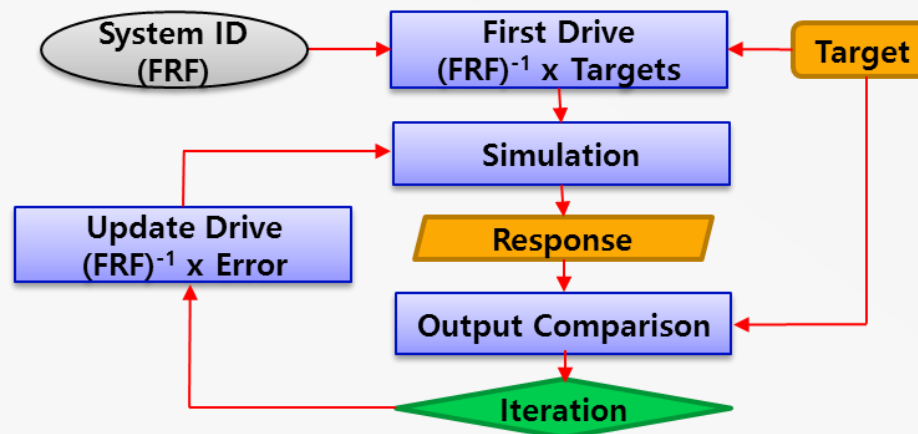 System ID
(FRF)
First Drive
(FRF)⁻¹ x Targets
Target
Simulation
Update Drive
(FRF)⁻¹ x Error
Response
Output Comparison
Iteration